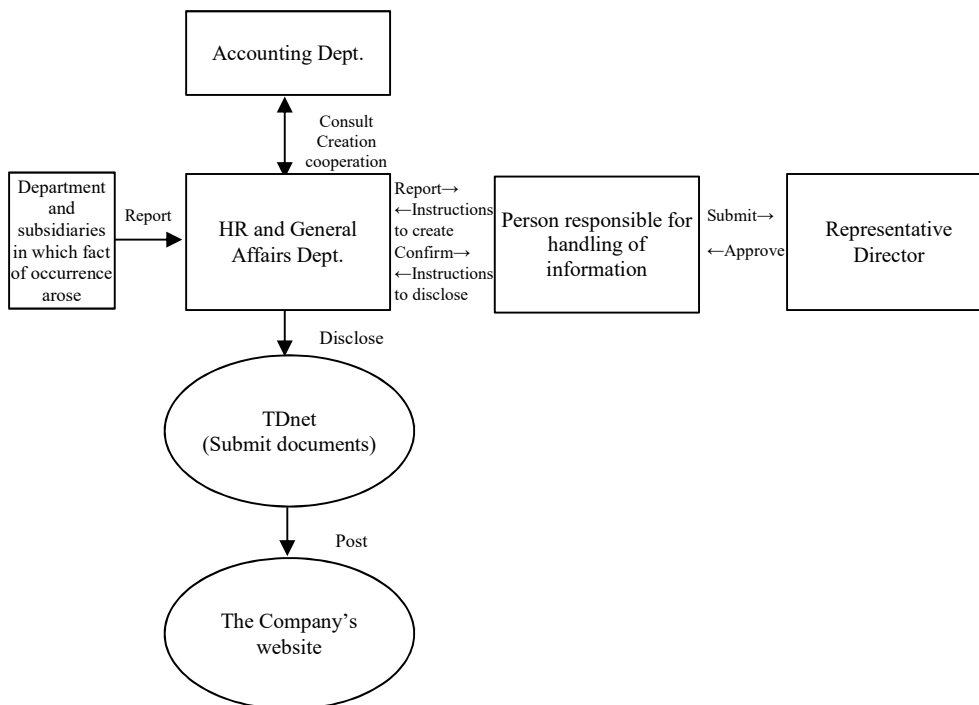 Accounting Dept.
Consult
Creation
cooperation
Department
and
subsidiaries
in which fact
of occurrence
arose
Report
HR and General
Affairs Dept.
Report→
←Instructions
to create
Confirm→
←Instructions
to disclose
Person responsible for
handling of
information
Submit→
←Approve
Representative
Director
Disclose
TDnet
(Submit documents)
Post
The Company’s
website